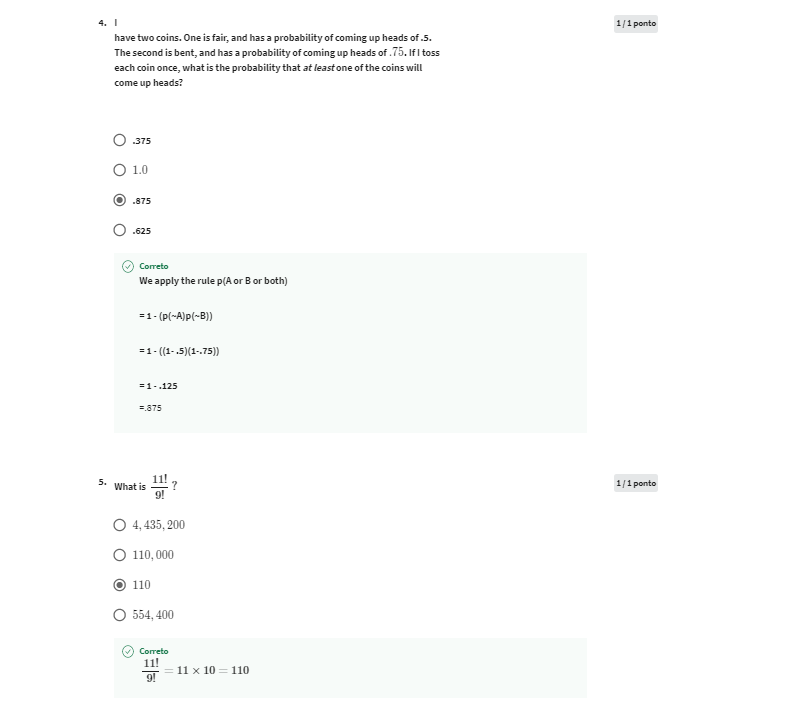 4. I
1 / 1 ponto
have two coins. One is fair, and has a probability of coming up heads of .5.
The second is bent, and has a probability of coming up heads of .75. If I toss
each coin once, what is the probability that at least one of the coins will
come up heads?
.375
1.0
.875
.625
Correto
We apply the rule p(A or B or both)
= 1 - (p(~A)p(~B))
= 1 - ((1- .5)(1-.75))
= 1 - .125
=.875
5. What is 11!/9! ?
1 / 1 ponto
4, 435, 200
110, 000
110
554, 400
Correto
11!/9! = 11 × 10 = 110